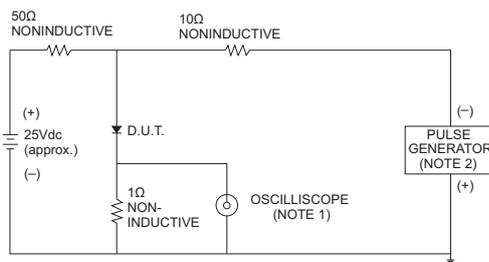 50Ω
NONINDUCTIVE
10Ω
NONINDUCTIVE
(+)
25Vdc
(approx.)
(–)
D.U.T.
1Ω
NON-
INDUCTIVE
OSCILLISCOPE
(NOTE 1)
(–)
PULSE
GENERATOR
(NOTE 2)
(+)